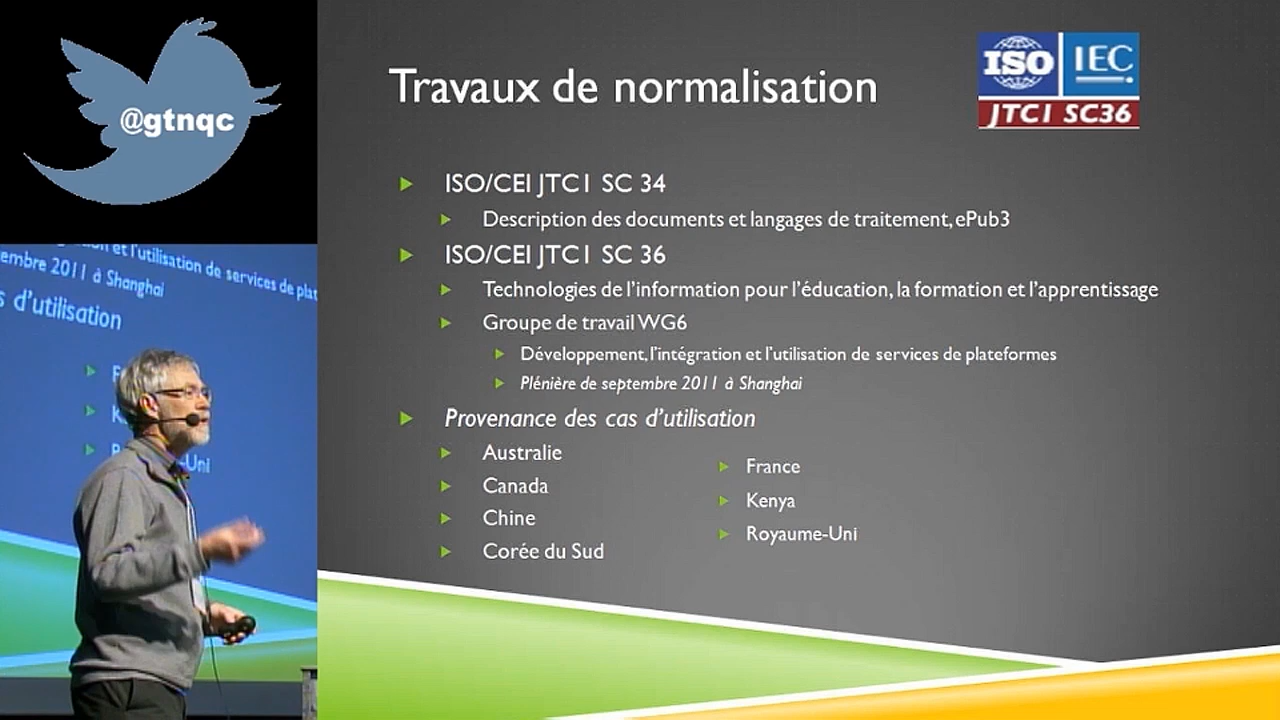 @gtnqc
Travaux de normalisation
ISO IEC
JTC1 SC36
ISO/CEI JTC1 SC 34
Description des documents et langages de traitement, ePub3
ISO/CEI JTC1 SC 36
Technologies de l'information pour l'éducation, la formation et l'apprentissage
Groupe de travail WG6
Développement, l'intégration et l'utilisation de services de plateformes
Plénière de septembre 2011 à Shanghai
Provenance des cas d'utilisation
Australie
Canada
Chine
Corée du Sud
France
Kenya
Royaume-Uni
et l'utilisation de services de plat
embre 2011 à Shanghai
s d'utilisation
F
K
-Uni